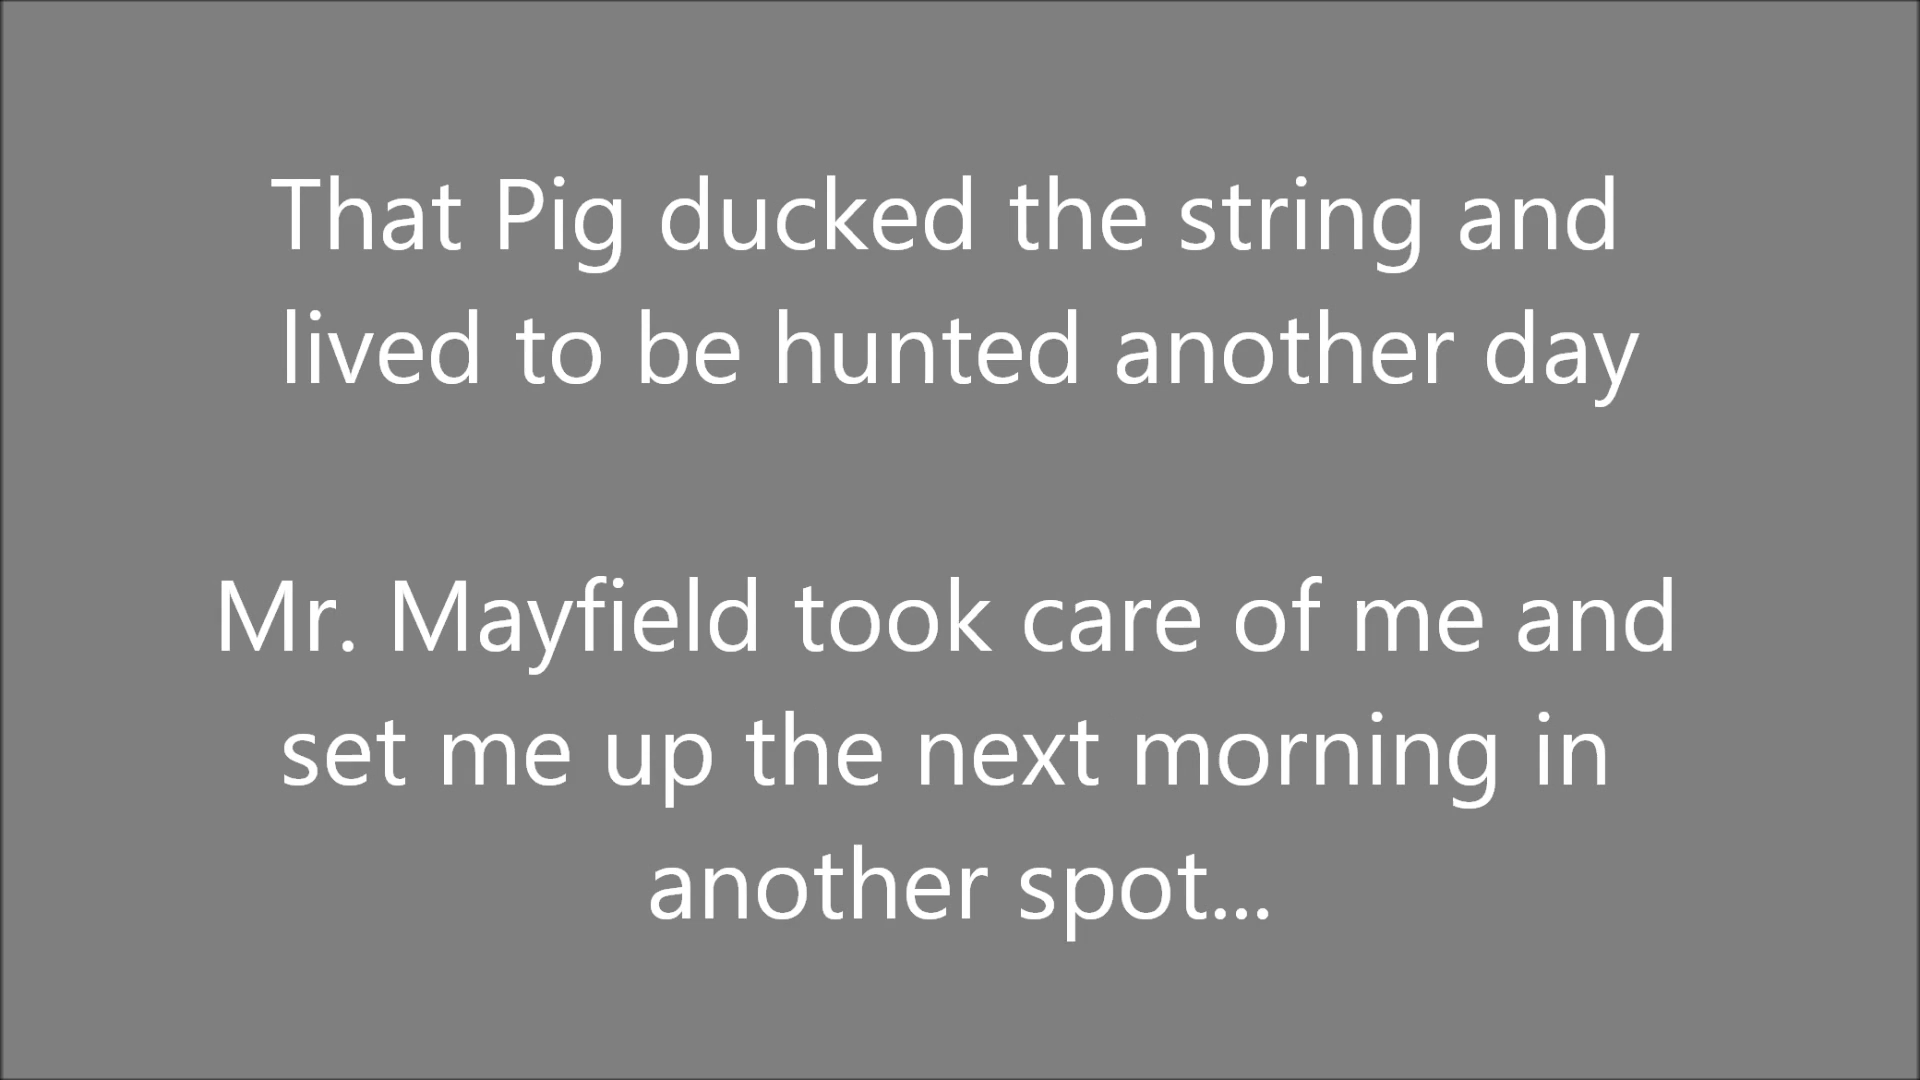 That Pig ducked the string and
lived to be hunted another day
Mr. Mayfield took care of me and
set me up the next morning in
another spot...